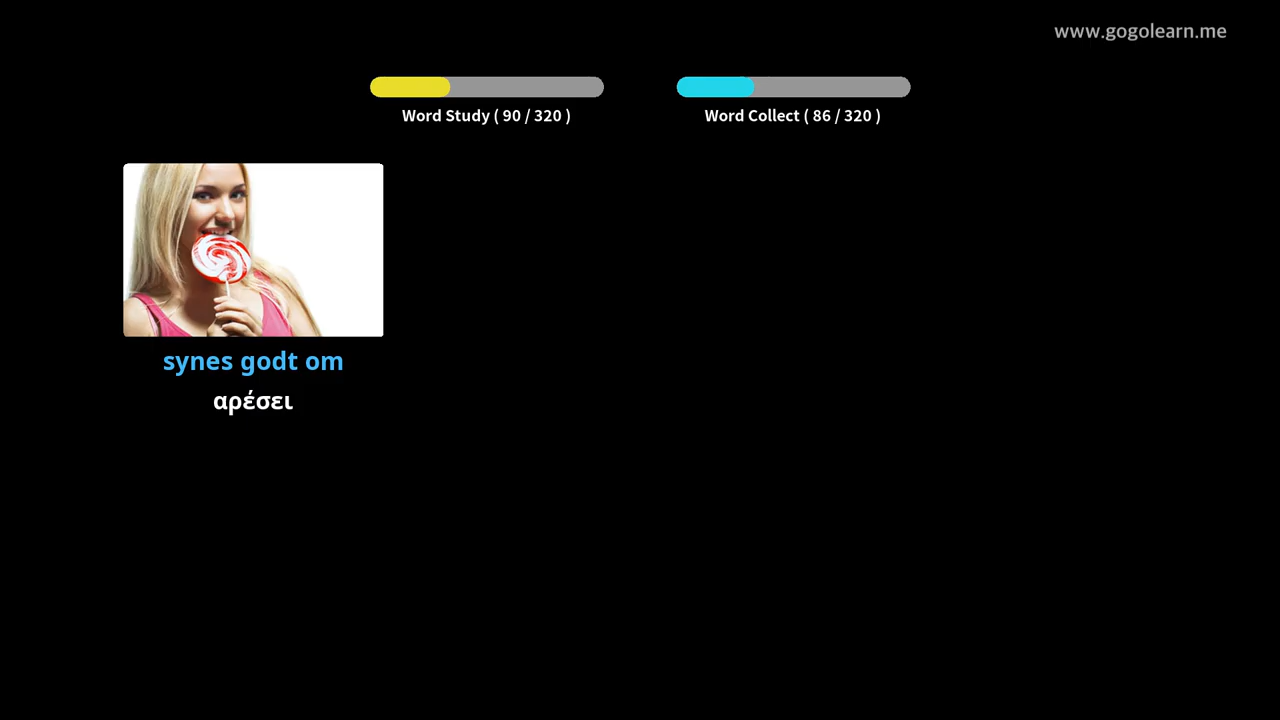 www.gogolearn.me
Word Study ( 90 / 320 )
Word Collect ( 86 / 320 )
synes godt om
αρέσει